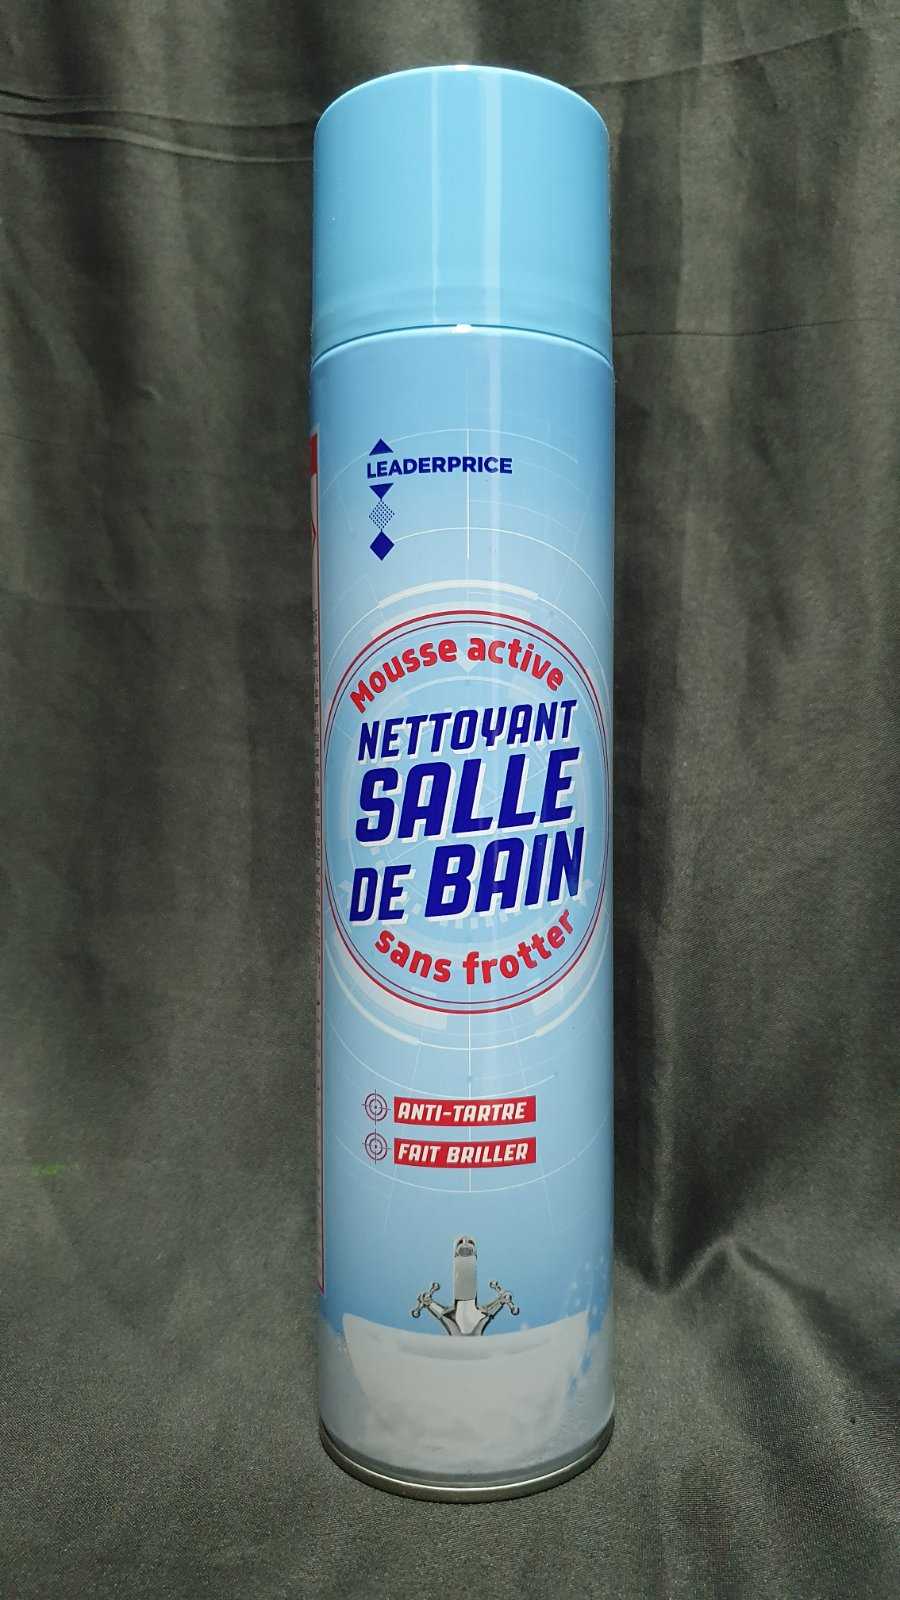 LEADERPRICE
Mousse active
NETTOYANT
SALLE
DE BAIN
sans frotter
ANTI-TARTRE
FAIT BRILLER